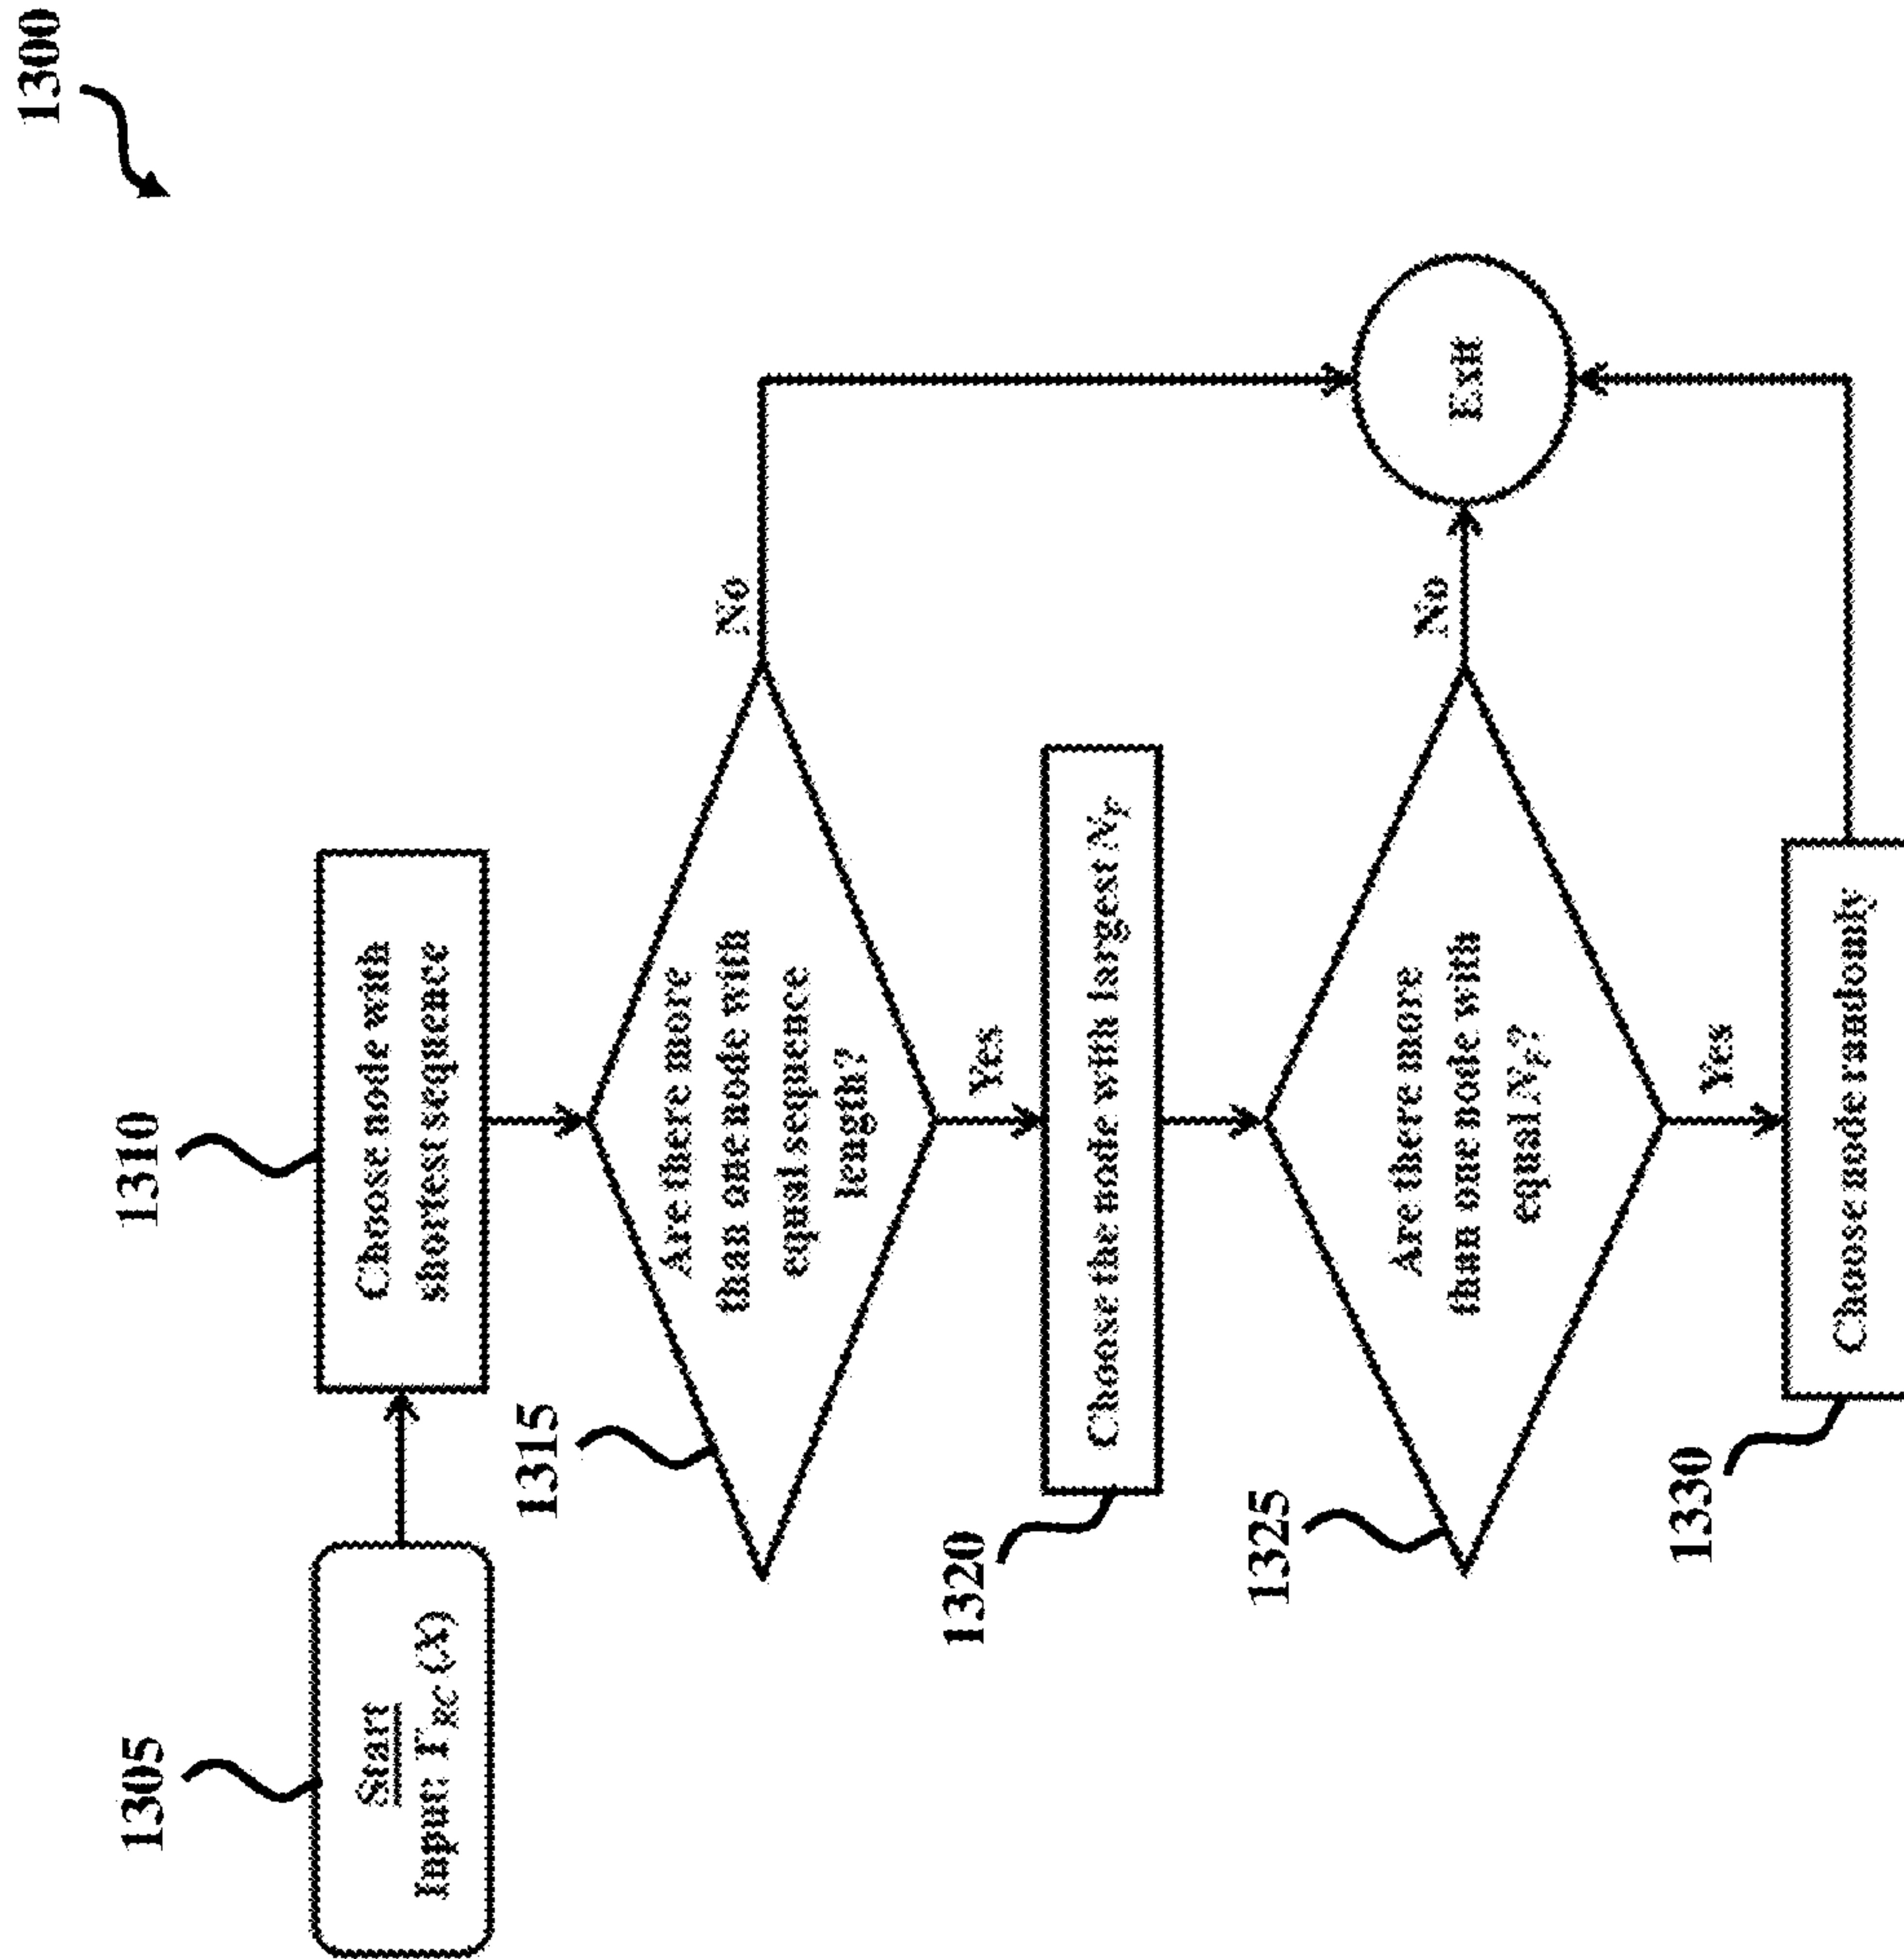 1300
1305
Start
Input Γ_RC (X)
1310
Choose node with
shortest sequence
1315
Are there more
than one node with
equal sequence
length?
No
Yes
1320
Choose the node with largest N_F
1325
Are there more
than one node with
equal N_F?
No
Exit
Yes
1330
Choose node randomly